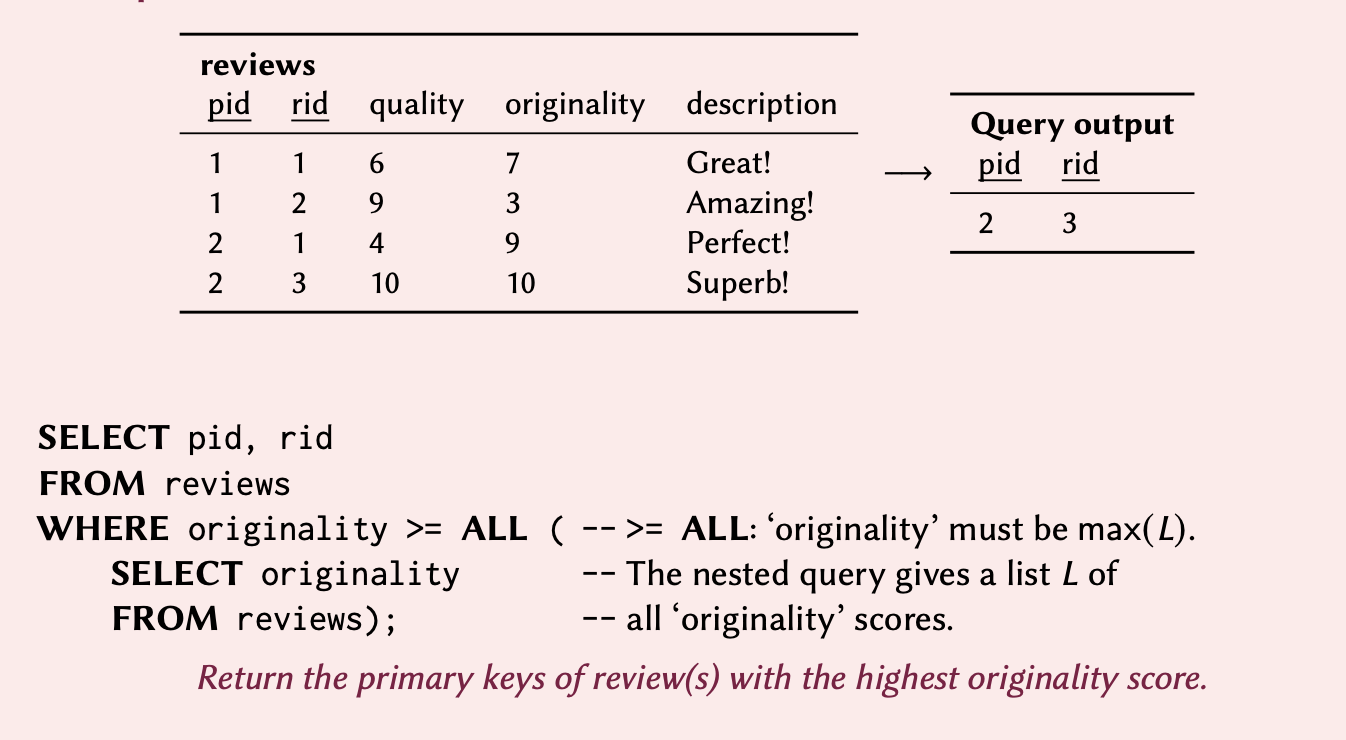 reviews
pid rid quality originality description
1 1 6 7 Great!
1 2 9 3 Amazing!
2 1 4 9 Perfect!
2 3 10 10 Superb!
⟶
Query output
pid rid
2 3
SELECT pid, rid
FROM reviews
WHERE originality >= ALL ( -- >= ALL: ‘originality’ must be max(L).
SELECT originality -- The nested query gives a list L of
FROM reviews); -- all ‘originality’ scores.
Return the primary keys of review(s) with the highest originality score.